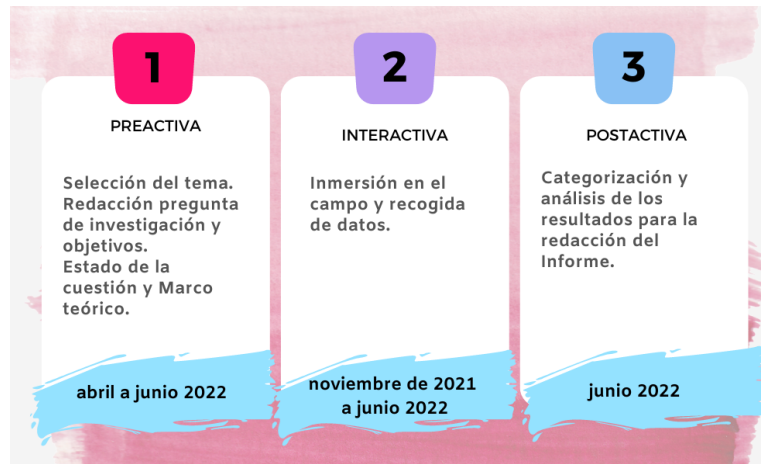 1
PREACTIVA
Selección del tema.
Redacción pregunta
de investigación y
objetivos.
Estado de la
cuestión y Marco
teórico.
abril a junio 2022
2
INTERACTIVA
Inmersión en el
campo y recogida
de datos.
noviembre de 2021
a junio 2022
3
POSTACTIVA
Categorización y
análisis de los
resultados para la
redacción del
Informe.
junio 2022